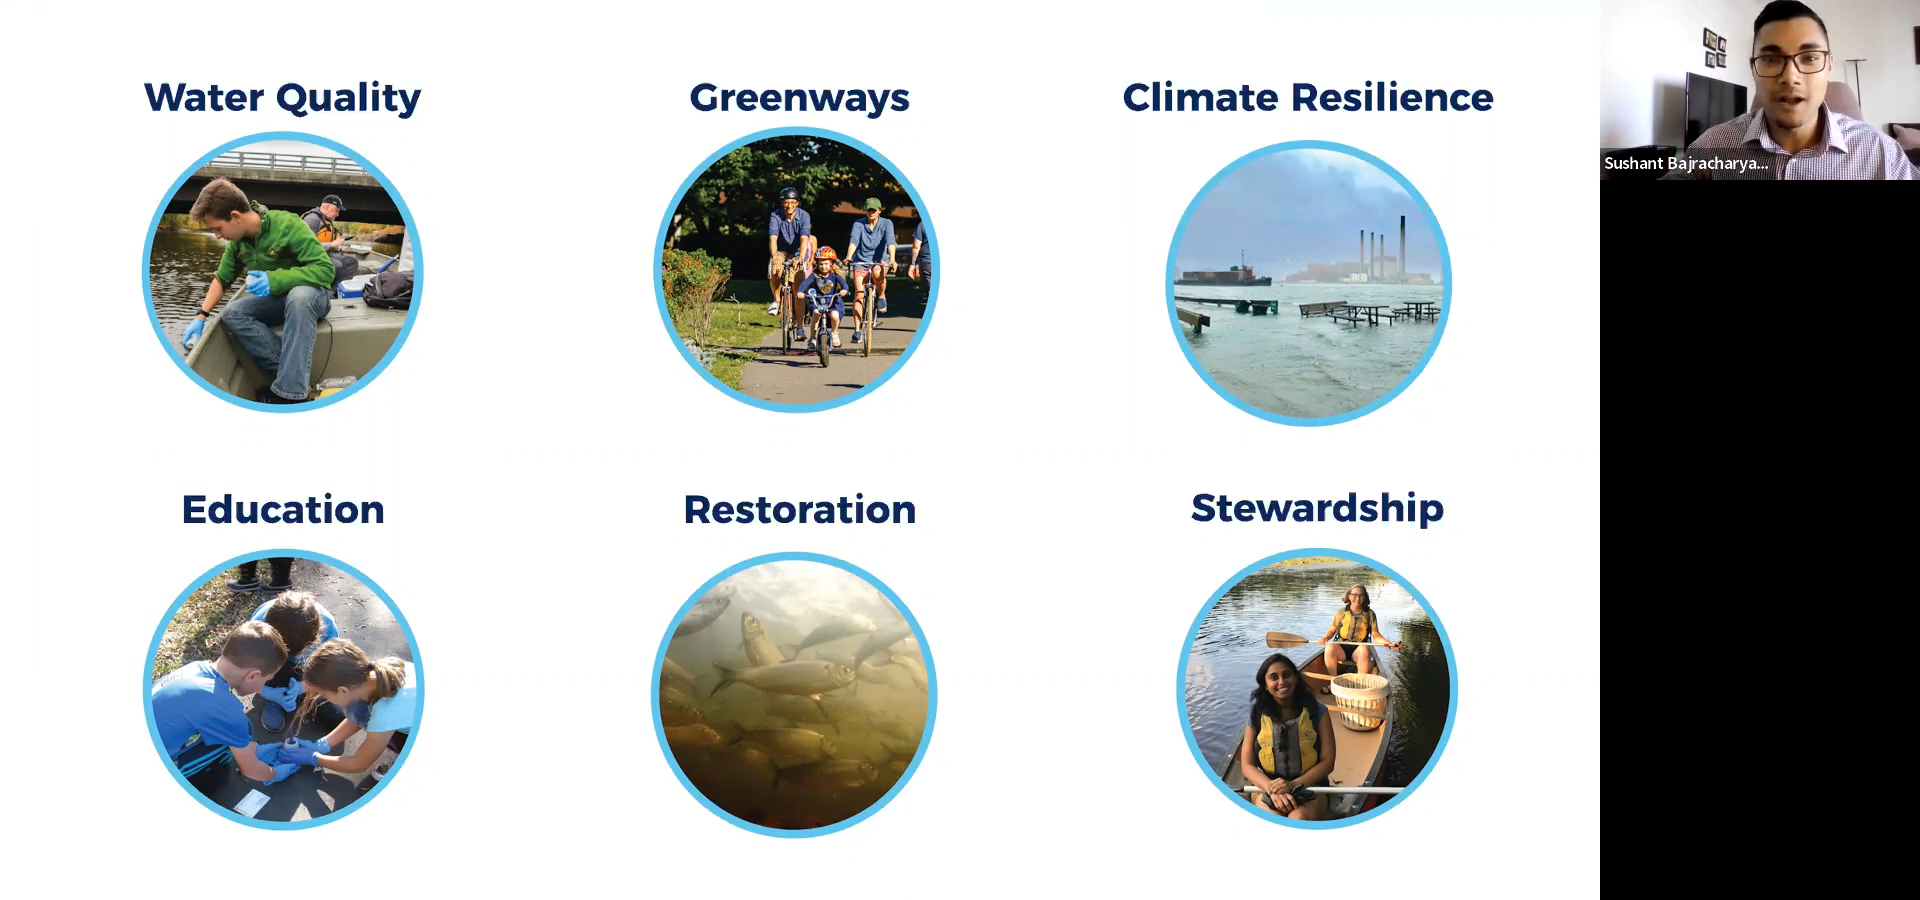 Water Quality
Greenways
Climate Resilience
Sushant Bajracharya...
Education
Restoration
Stewardship